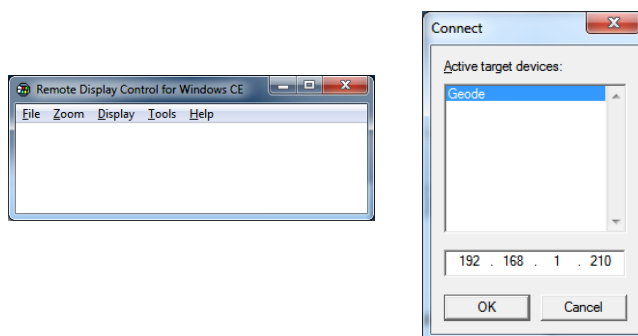 Remote Display Control for Windows CE
File Zoom Display Tools Help
Connect
Active target devices:
Geode
192 . 168 . 1 . 210
OK Cancel